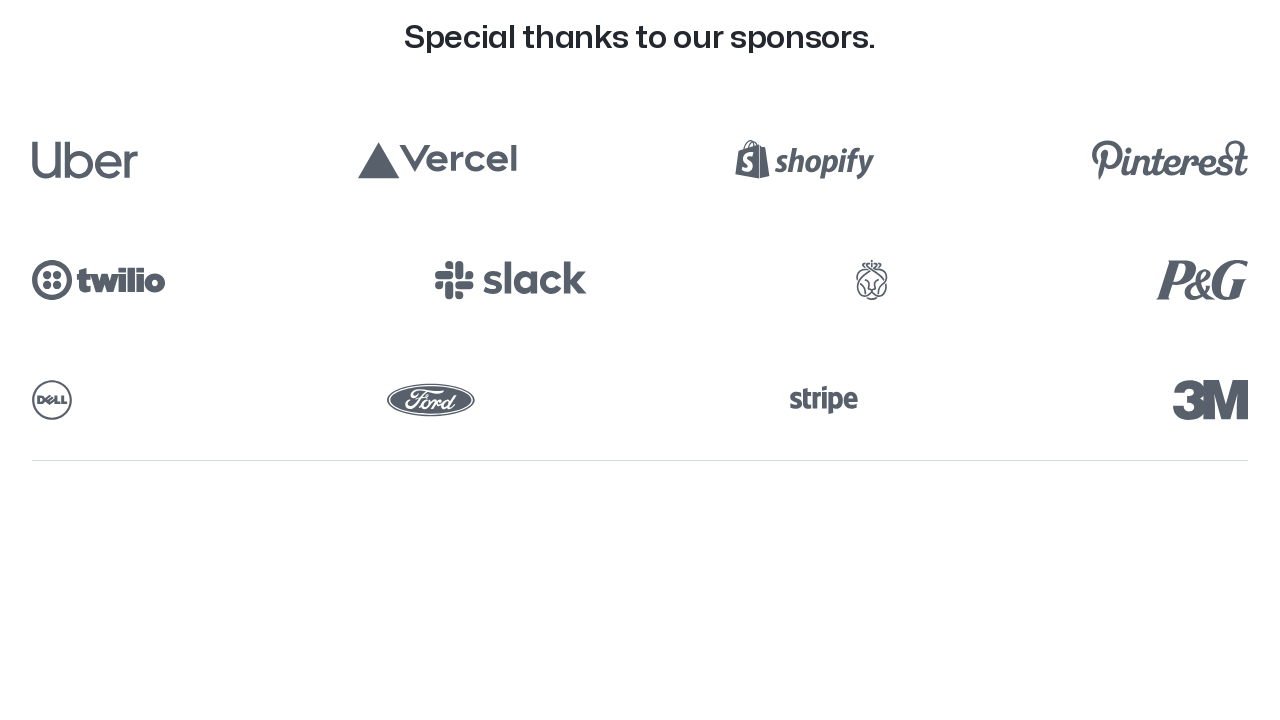 Special thanks to our sponsors.
Uber
Vercel
shopify
Pinterest
twilio
slack
P&G
DELL
Ford
stripe
3M